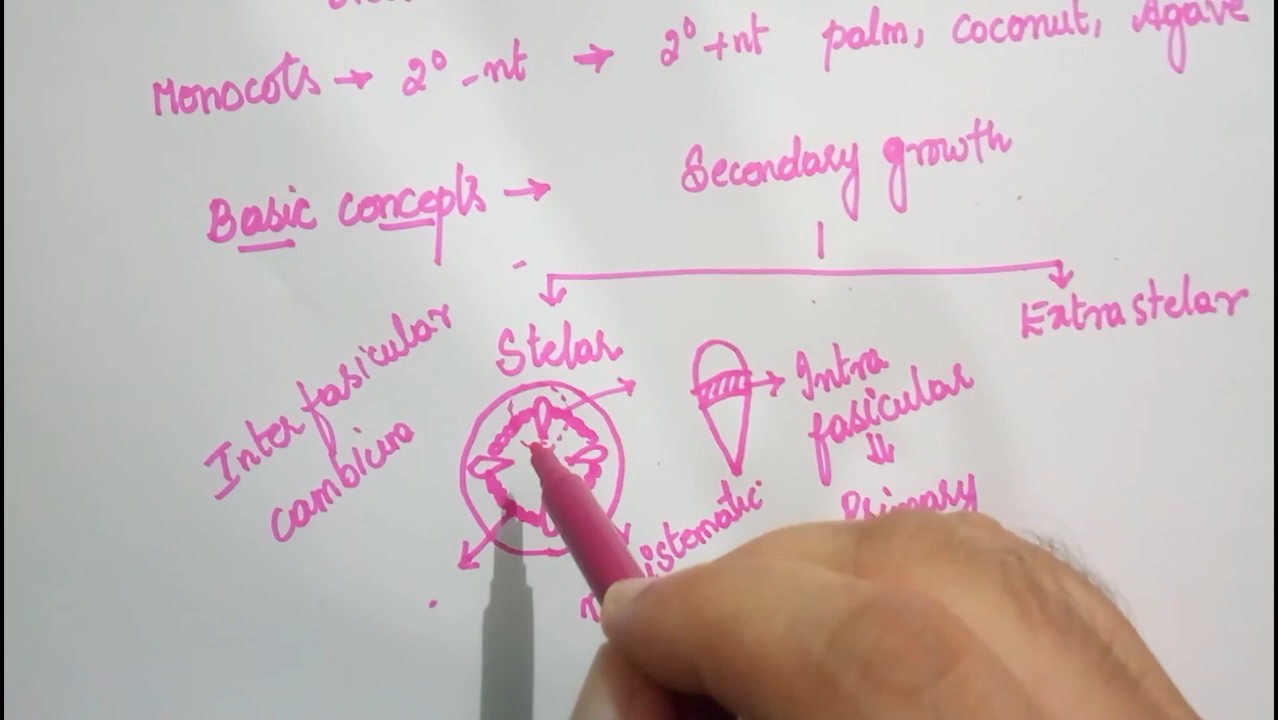 Monocots → 2° -nt → 2° +nt palm, coconut, Agave
Basic concepts →
Secondary growth
Stelar
Extrastelar
Inter fasicular
cambium
Intra
fasicular
Primary